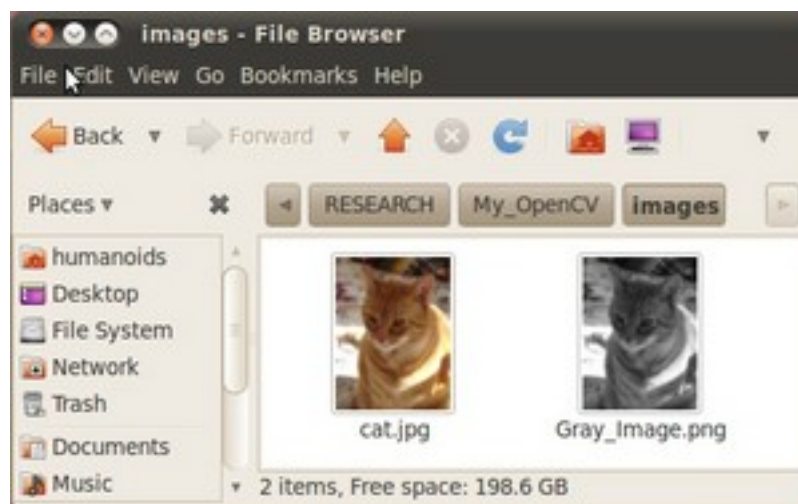 images - File Browser
File Edit View Go Bookmarks Help
Back Forward
Places RESEARCH My_OpenCV images
humanoids
Desktop
File System
Network
Trash
Documents
Music
cat.jpg Gray_Image.png
2 items, Free space: 198.6 GB